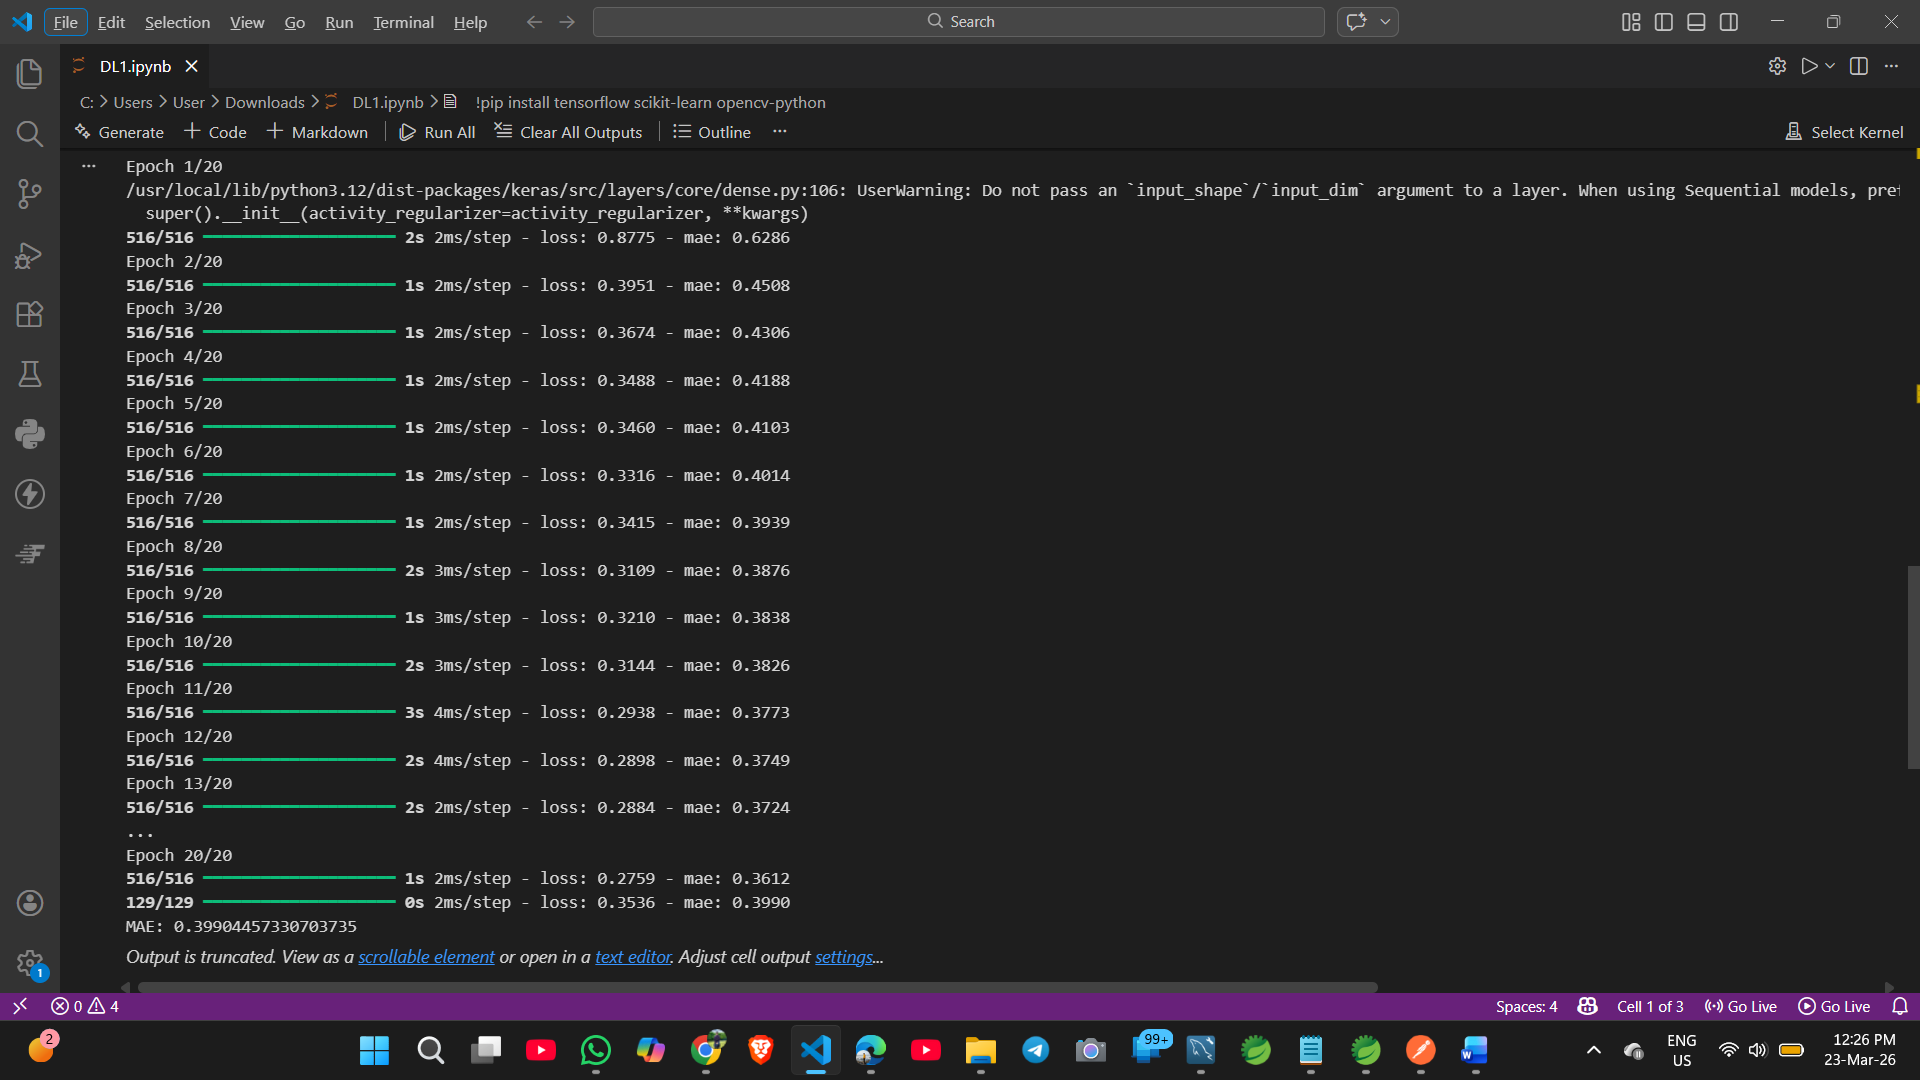 File Edit Selection View Go Run Terminal Help
Search
DL1.ipynb
C: > Users > User > Downloads > DL1.ipynb > !pip install tensorflow scikit-learn opencv-python
Generate + Code + Markdown Run All Clear All Outputs Outline ...
Select Kernel
...
Epoch 1/20
/usr/local/lib/python3.12/dist-packages/keras/src/layers/core/dense.py:106: UserWarning: Do not pass an `input_shape`/`input_dim` argument to a layer. When using Sequential models, pref
super().__init__(activity_regularizer=activity_regularizer, **kwargs)
516/516 2s 2ms/step - loss: 0.8775 - mae: 0.6286
Epoch 2/20
516/516 1s 2ms/step - loss: 0.3951 - mae: 0.4508
Epoch 3/20
516/516 1s 2ms/step - loss: 0.3674 - mae: 0.4306
Epoch 4/20
516/516 1s 2ms/step - loss: 0.3488 - mae: 0.4188
Epoch 5/20
516/516 1s 2ms/step - loss: 0.3460 - mae: 0.4103
Epoch 6/20
516/516 1s 2ms/step - loss: 0.3316 - mae: 0.4014
Epoch 7/20
516/516 1s 2ms/step - loss: 0.3415 - mae: 0.3939
Epoch 8/20
516/516 2s 3ms/step - loss: 0.3109 - mae: 0.3876
Epoch 9/20
516/516 1s 3ms/step - loss: 0.3210 - mae: 0.3838
Epoch 10/20
516/516 2s 3ms/step - loss: 0.3144 - mae: 0.3826
Epoch 11/20
516/516 3s 4ms/step - loss: 0.2938 - mae: 0.3773
Epoch 12/20
516/516 2s 4ms/step - loss: 0.2898 - mae: 0.3749
Epoch 13/20
516/516 2s 2ms/step - loss: 0.2884 - mae: 0.3724
...
Epoch 20/20
516/516 1s 2ms/step - loss: 0.2759 - mae: 0.3612
129/129 0s 2ms/step - loss: 0.3536 - mae: 0.3990
MAE: 0.39904457330703735
Output is truncated. View as a scrollable element or open in a text editor. Adjust cell output settings...
1
0 4
Spaces: 4 Cell 1 of 3 Go Live Go Live
2
99+
W
ENG
US
12:26 PM
23-Mar-26